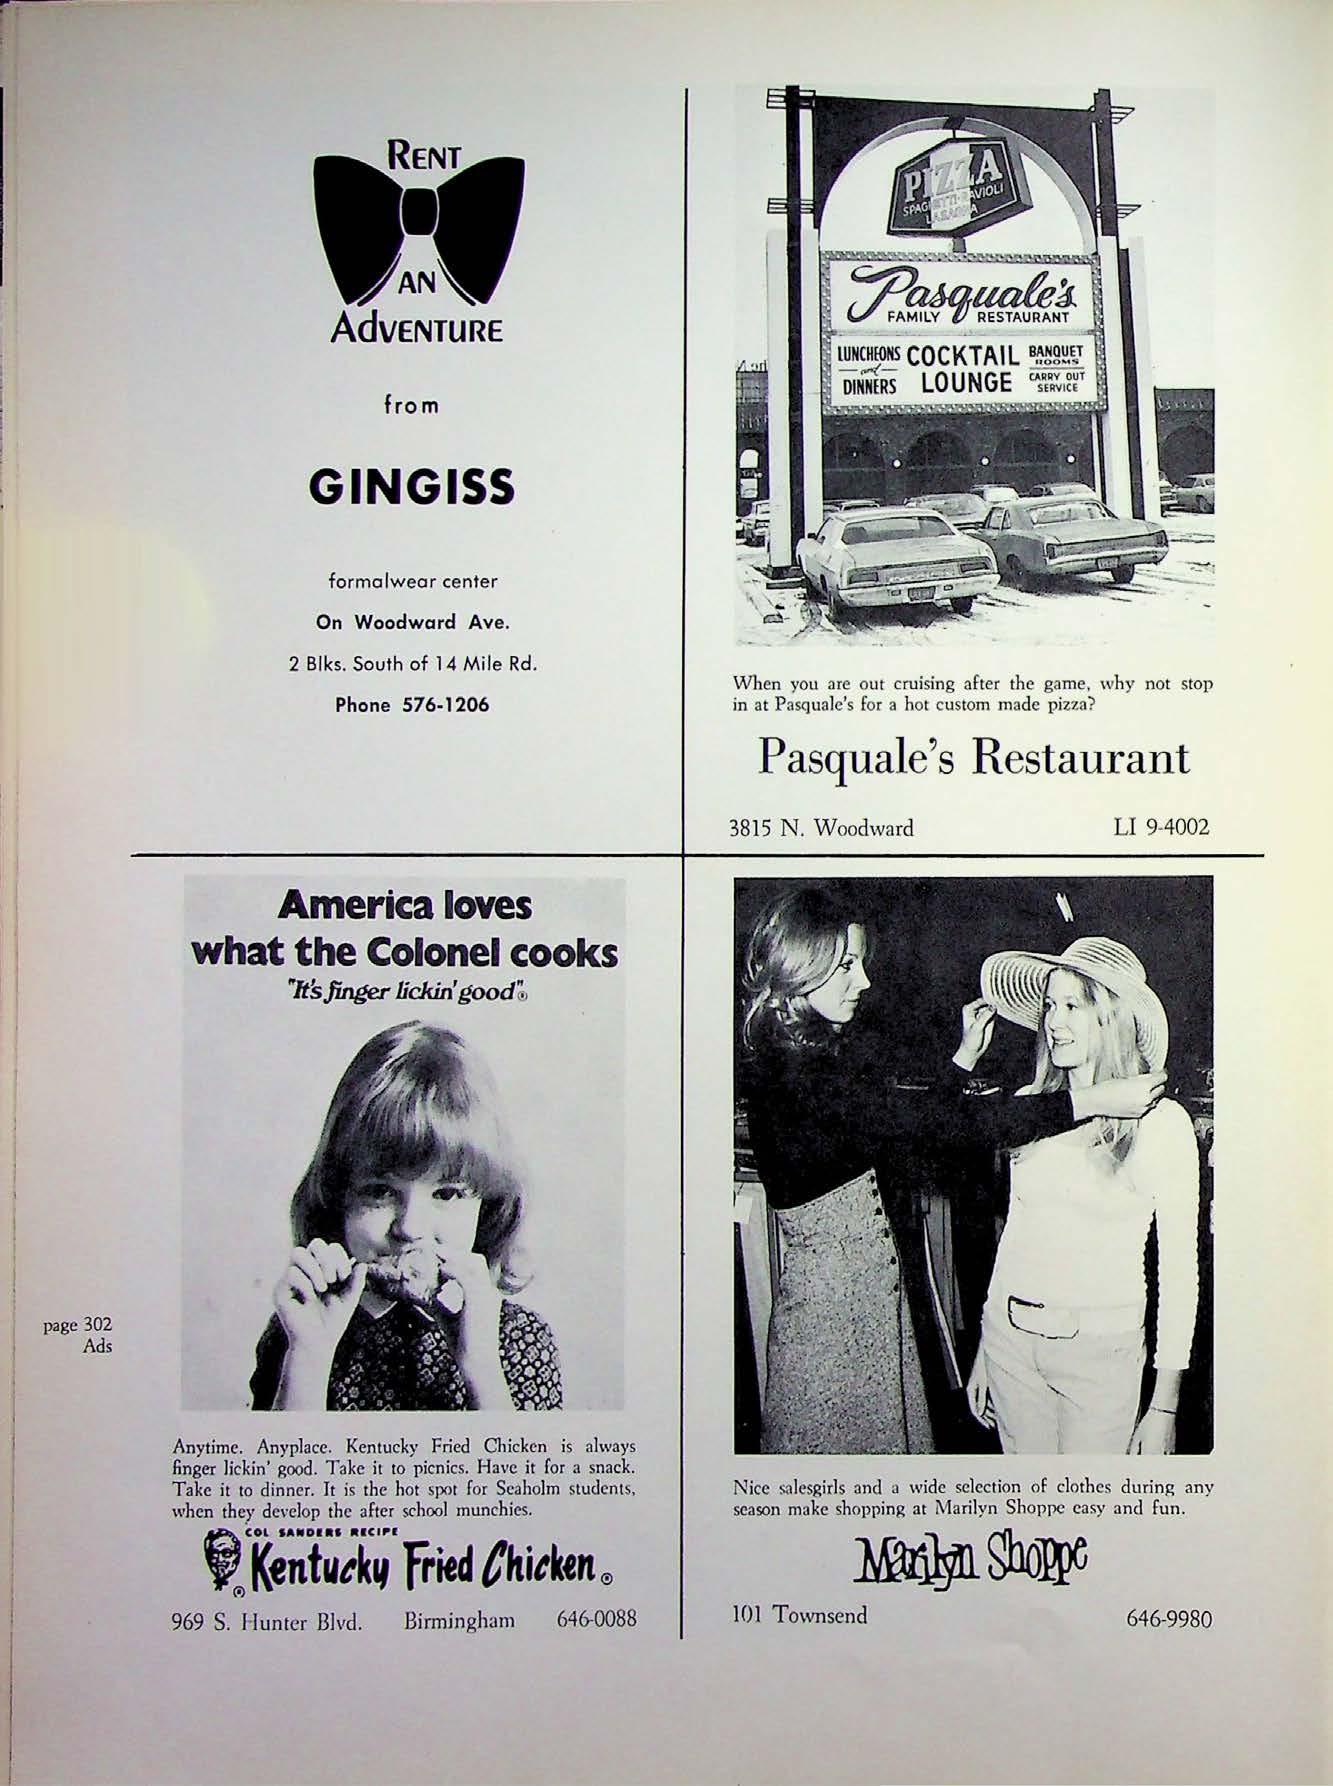 RENT
AN
AdVENTURE
from
GINGISS
formalwear center
On Woodward Ave.
2 Blks. South of 14 Mile Rd.
Phone 576-1206
PIZZA
SPAGHETTI-RAVIOLI
LASAGNA
Pasquale's
FAMILY RESTAURANT
LUNCHEONS and DINNERS
COCKTAIL LOUNGE
BANQUET ROOMS
CARRY OUT SERVICE
When you are out cruising after the game, why not stop
in at Pasquale's for a hot custom made pizza?
Pasquale's Restaurant
3815 N. Woodward LI 9-4002
America loves
what the Colonel cooks
"It's finger lickin' good"®
page 302
Ads
Anytime. Anyplace. Kentucky Fried Chicken is always
finger lickin' good. Take it to picnics. Have it for a snack.
Take it to dinner. It is the hot spot for Seaholm students,
when they develop the after school munchies.
COL SANDERS RECIPE
® Kentucky Fried Chicken®
969 S. Hunter Blvd. Birmingham 646-0088
Nice salesgirls and a wide selection of clothes during any
season make shopping at Marilyn Shoppe easy and fun.
Marilyn Shoppe
101 Townsend 646-9980